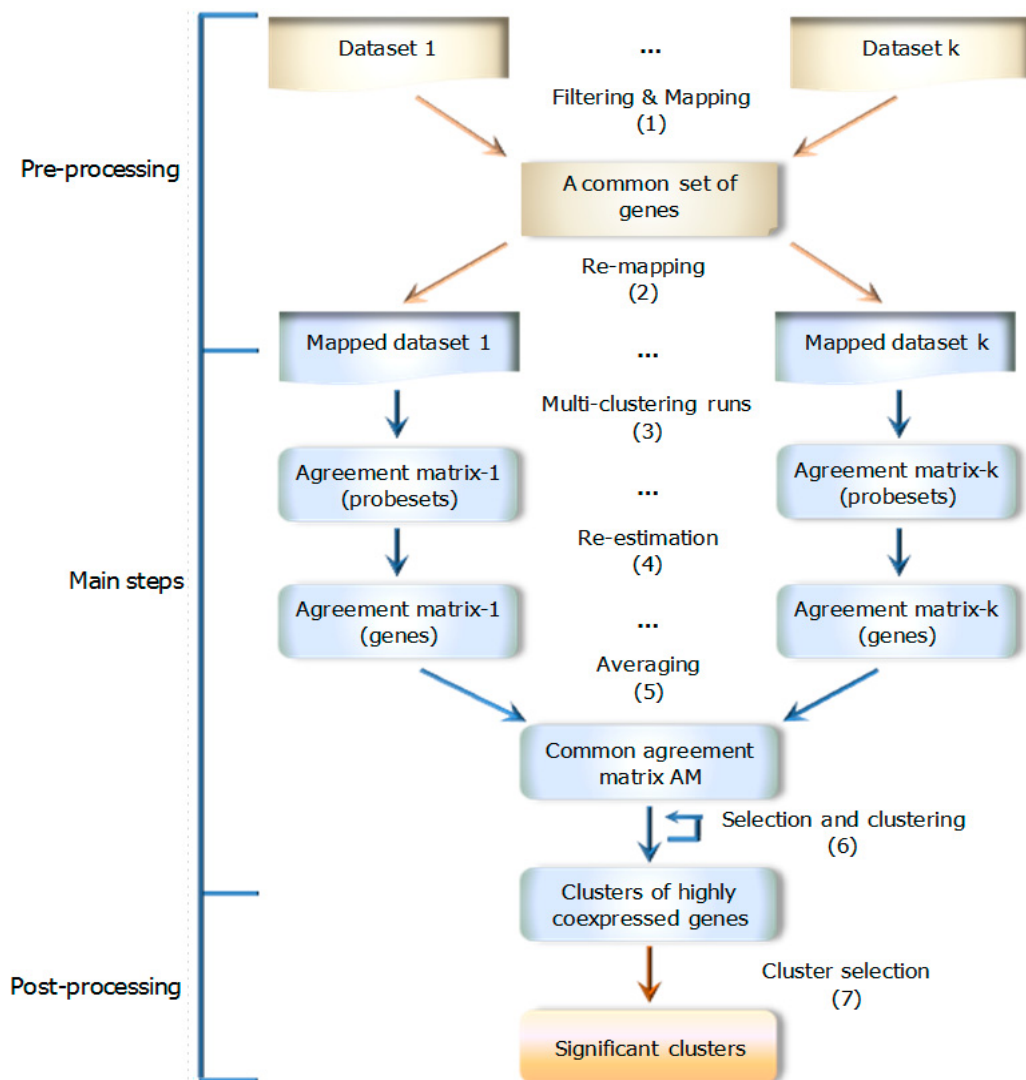 Dataset 1
...
Dataset k
Filtering & Mapping
(1)
Pre-processing
A common set of
genes
Re-mapping
(2)
Mapped dataset 1
...
Mapped dataset k
Multi-clustering runs
(3)
Agreement matrix-1
(probesets)
...
Agreement matrix-k
(probesets)
Re-estimation
(4)
Main steps
Agreement matrix-1
(genes)
...
Agreement matrix-k
(genes)
Averaging
(5)
Common agreement
matrix AM
Selection and clustering
(6)
Clusters of highly
coexpressed genes
Cluster selection
(7)
Post-processing
Significant clusters